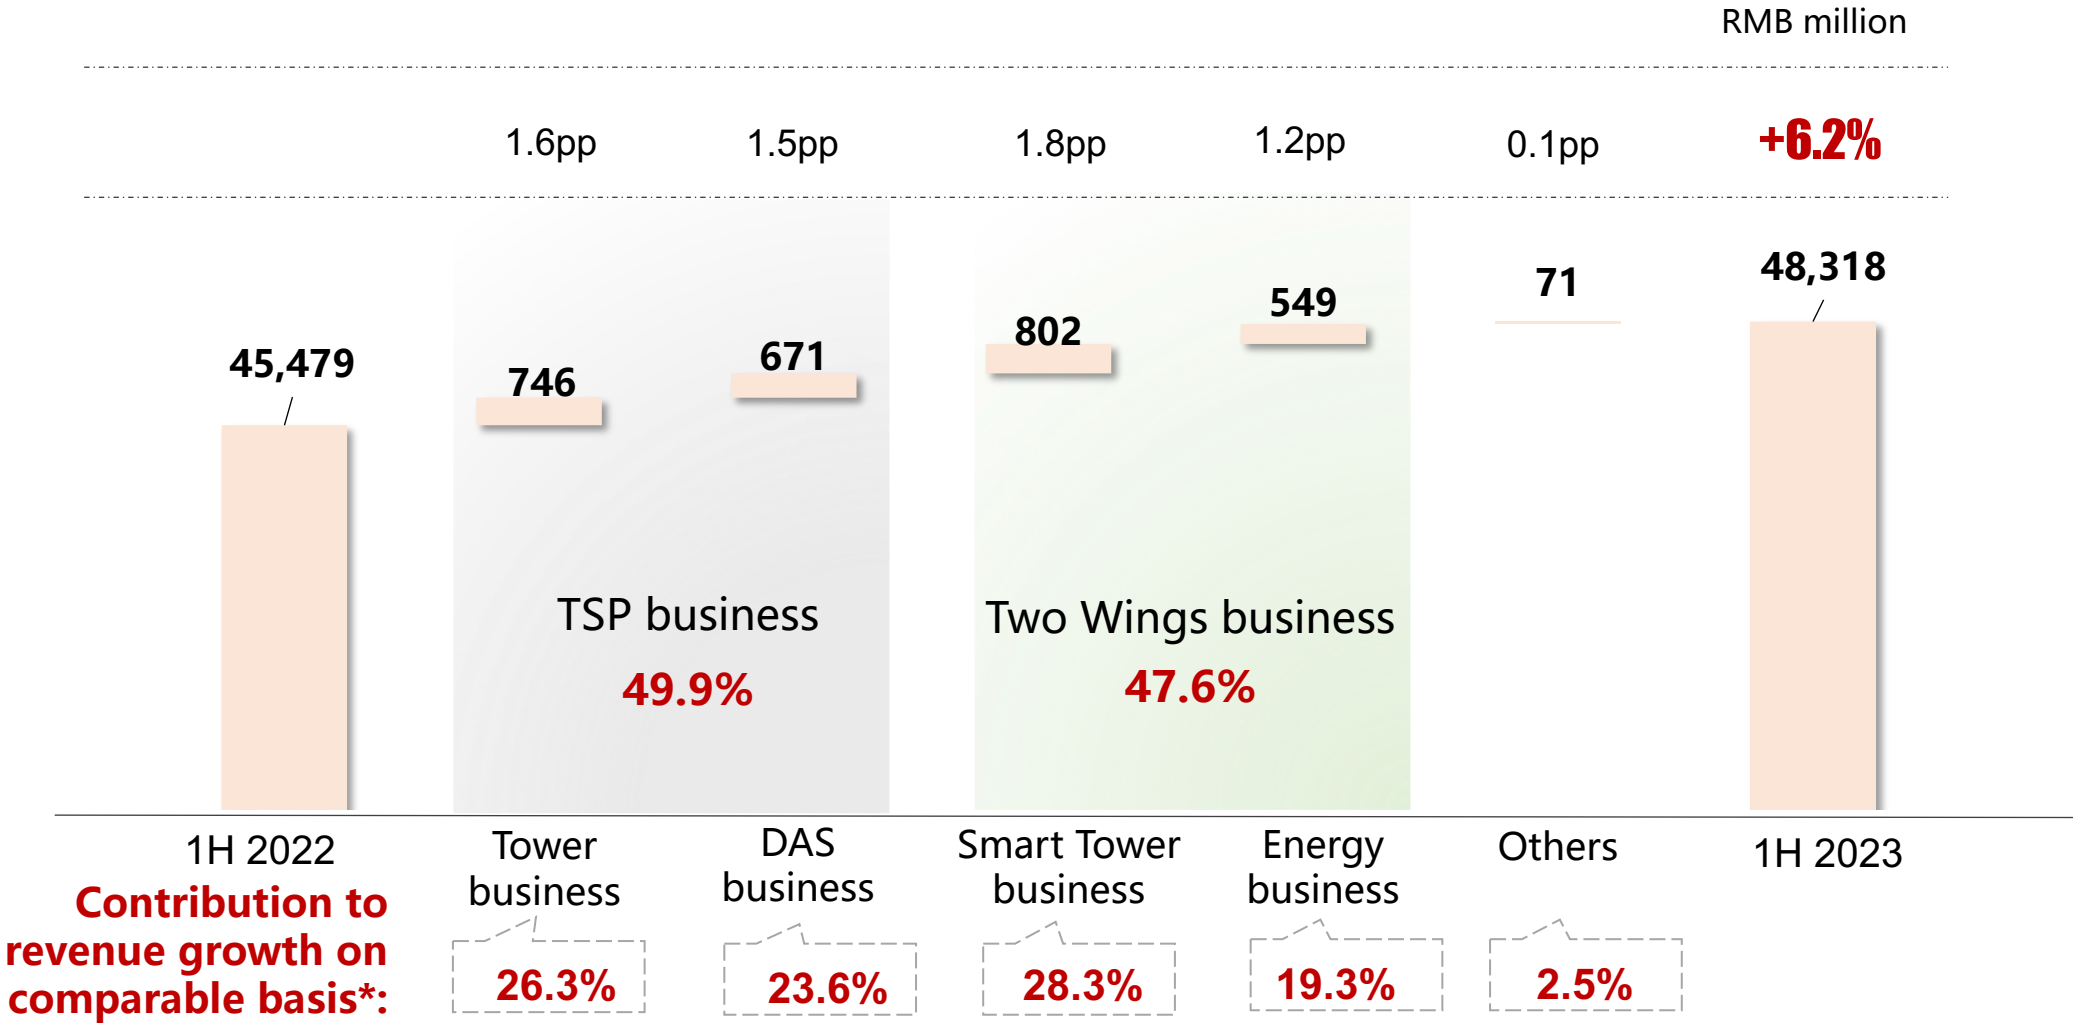 RMB million
1.6pp
1.5pp
1.8pp
1.2pp
0.1pp
+6.2%
45,479
746
671
802
549
71
48,318
TSP business
49.9%
Two Wings business
47.6%
1H 2022
Tower
business
DAS
business
Smart Tower
business
Energy
business
Others
1H 2023
Contribution to
revenue growth on
comparable basis*:
26.3%
23.6%
28.3%
19.3%
2.5%